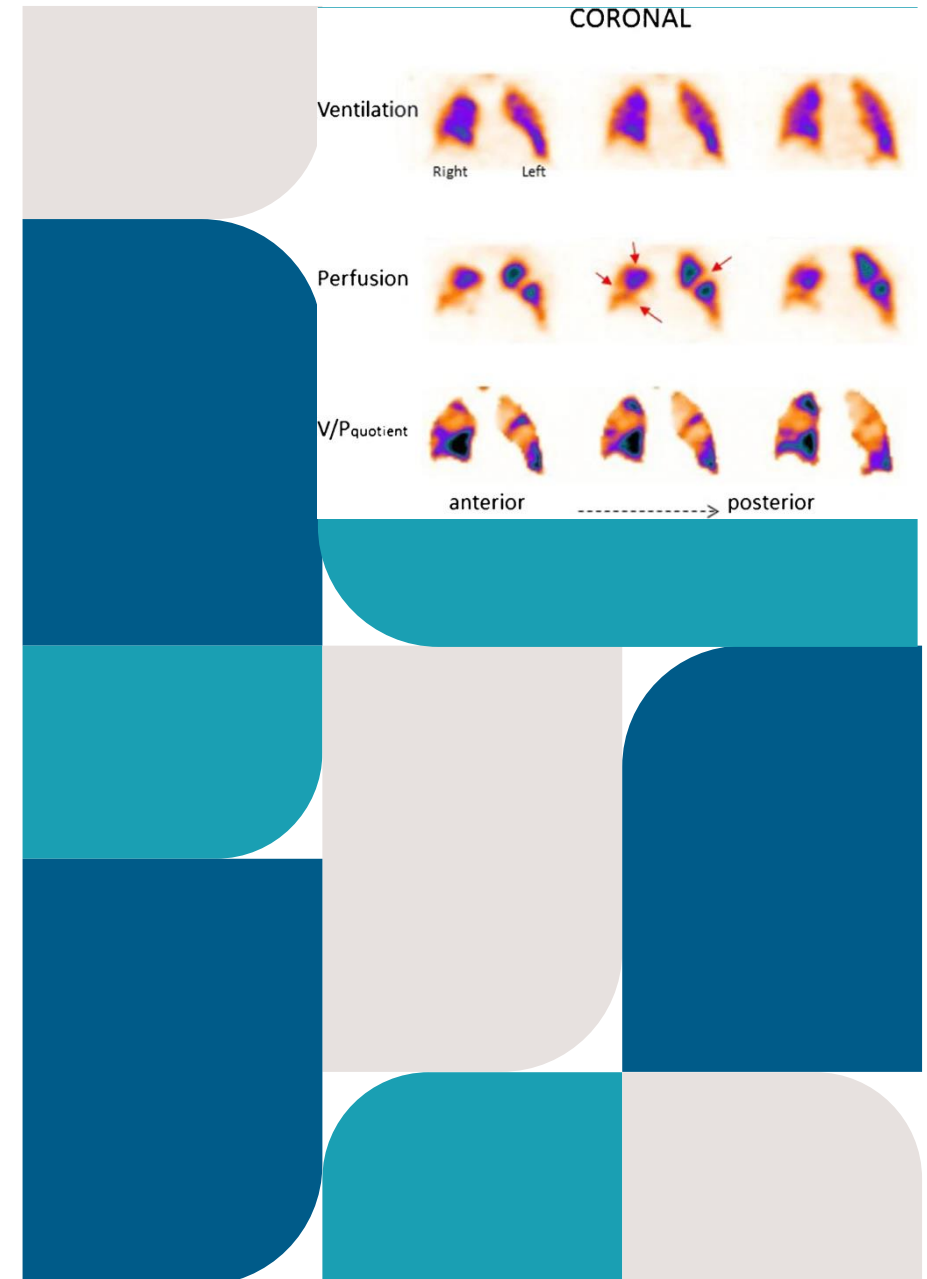 CORONAL
Ventilation
Right Left
Perfusion
V/Pquotient
anterior posterior